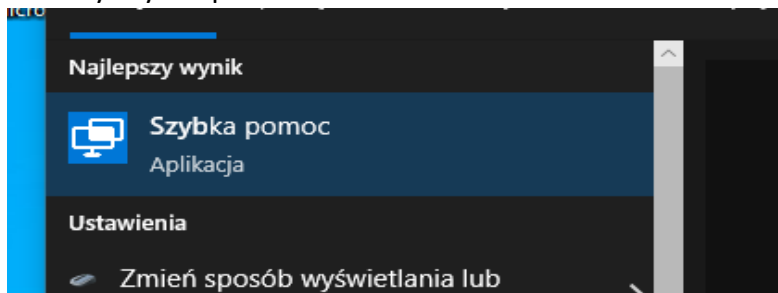 Najlepszy wynik
Szybka pomoc
Aplikacja
Ustawienia
Zmień sposób wyświetlania lub